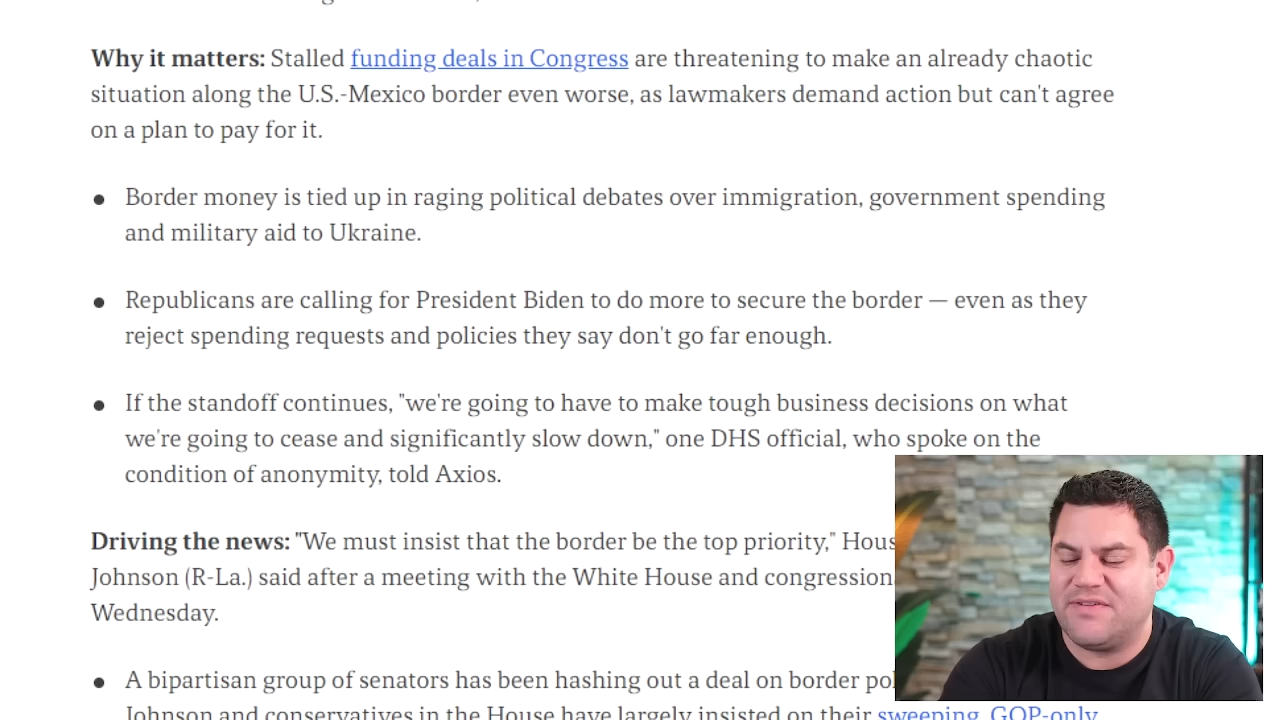 Why it matters: Stalled funding deals in Congress are threatening to make an already chaotic
situation along the U.S.-Mexico border even worse, as lawmakers demand action but can't agree
on a plan to pay for it.
● Border money is tied up in raging political debates over immigration, government spending
and military aid to Ukraine.
● Republicans are calling for President Biden to do more to secure the border — even as they
reject spending requests and policies they say don't go far enough.
● If the standoff continues, "we're going to have to make tough business decisions on what
we're going to cease and significantly slow down," one DHS official, who spoke on the
condition of anonymity, told Axios.
Driving the news: "We must insist that the border be the top priority," Hous
Johnson (R-La.) said after a meeting with the White House and congression
Wednesday.
● A bipartisan group of senators has been hashing out a deal on border pol
Johnson and conservatives in the House have largely insisted on their sweeping, GOP-only